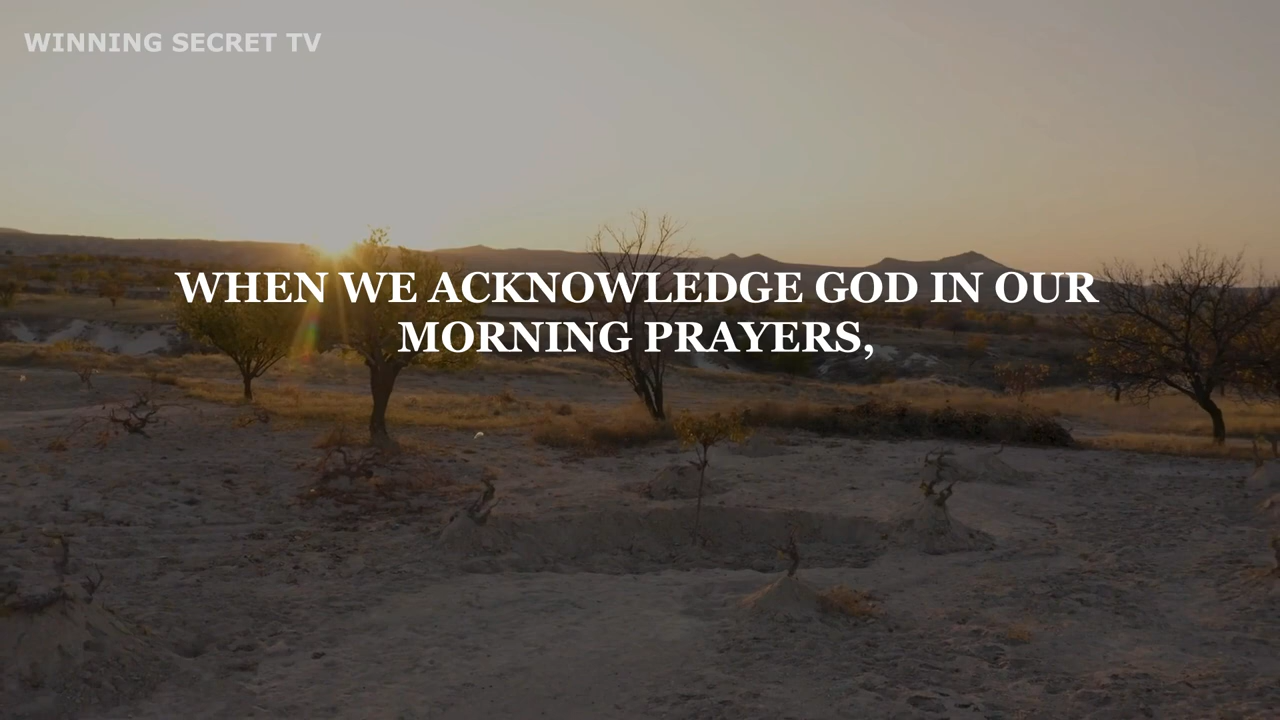 WINNING SECRET TV
WHEN WE ACKNOWLEDGE GOD IN OUR
MORNING PRAYERS,